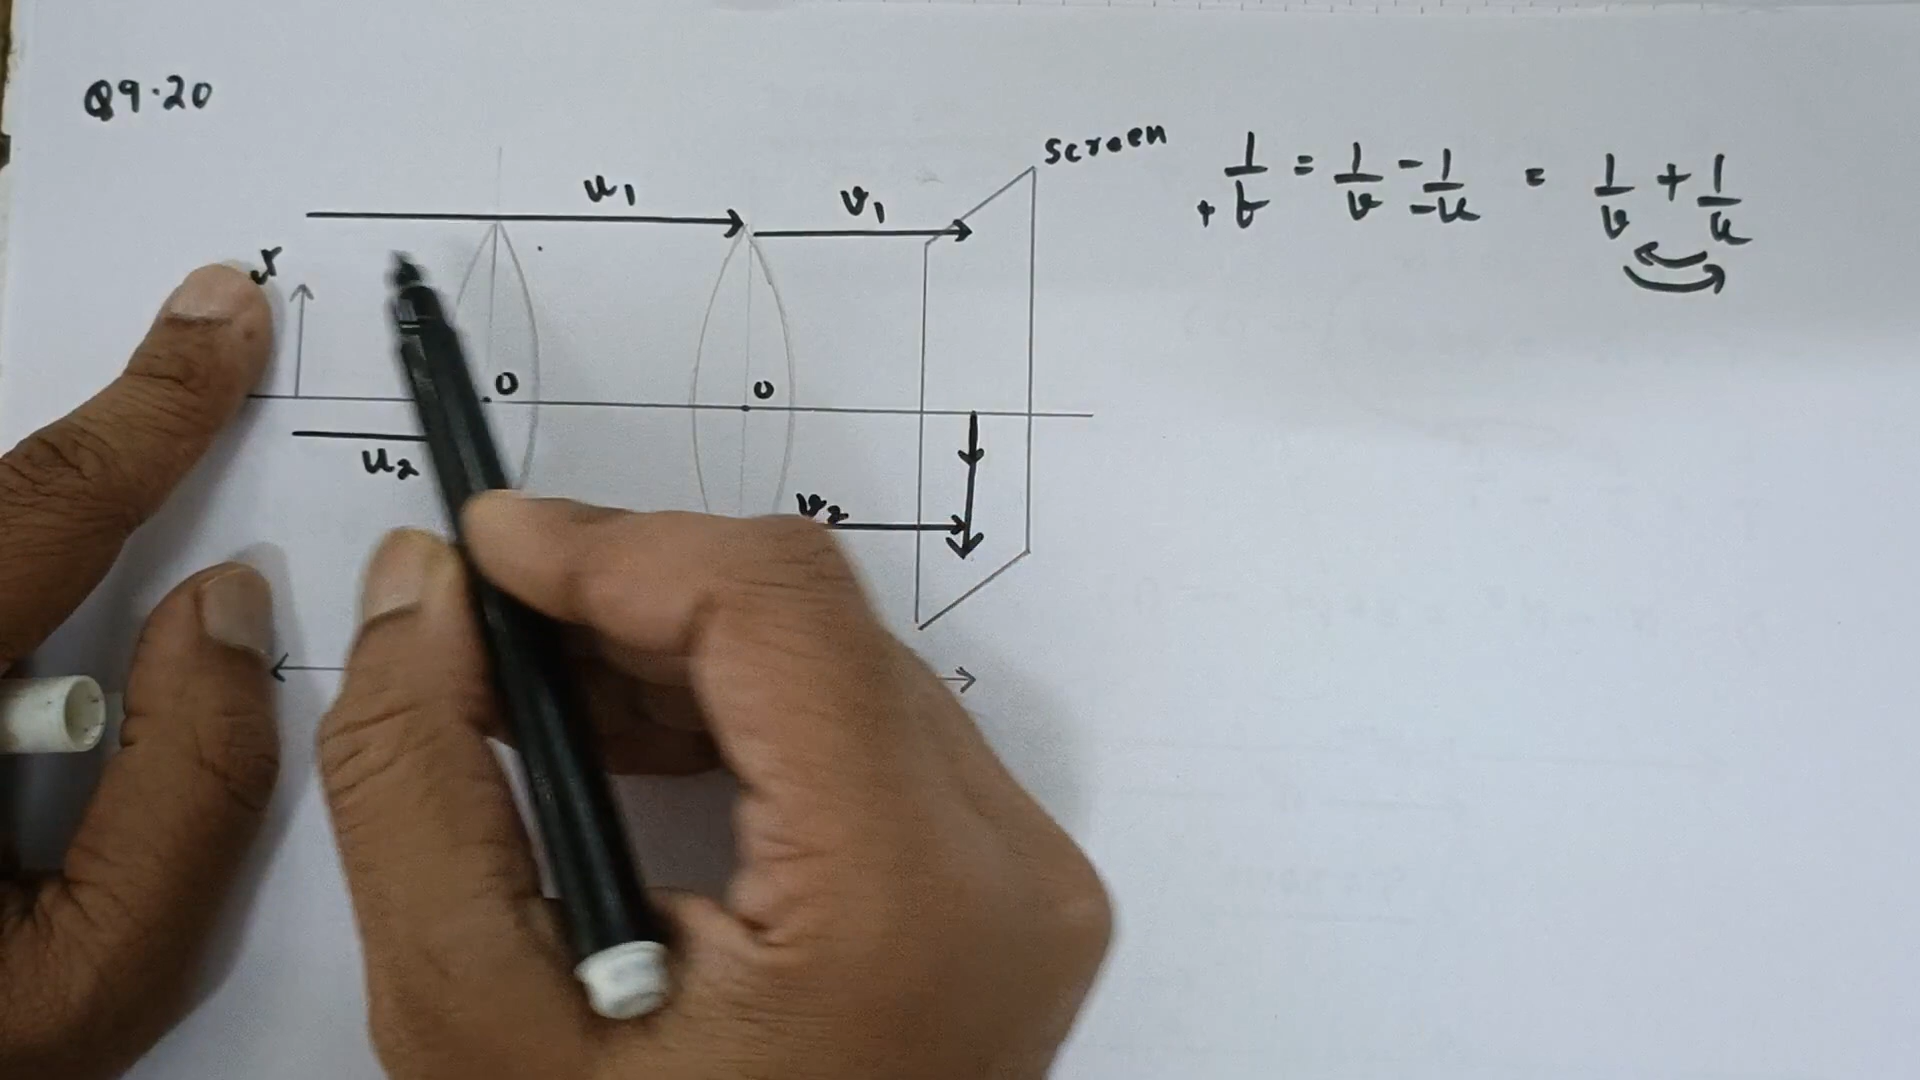 Q9.20
screen
+ 1/f = 1/v - 1/-u = 1/v + 1/u
u1
v1
O
O
u2
v2